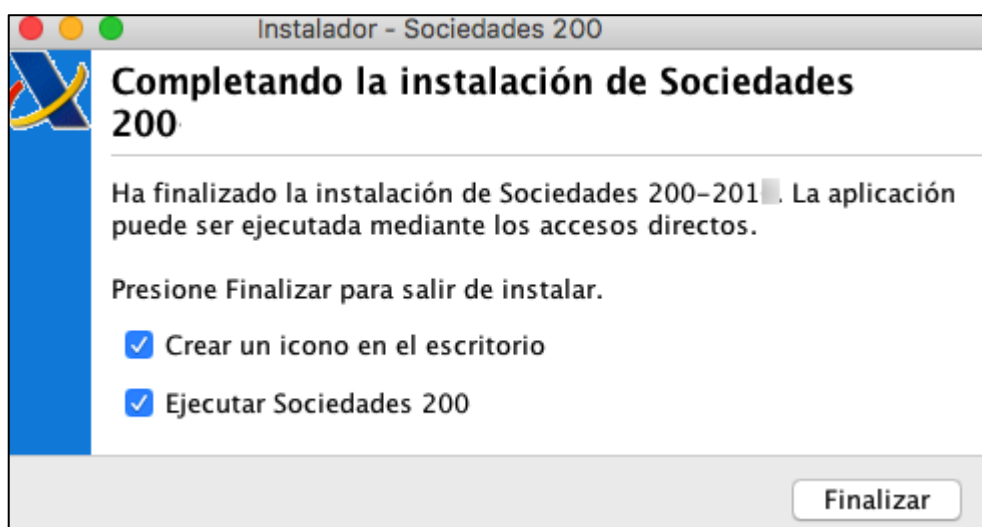 Instalador - Sociedades 200
Completando la instalación de Sociedades
200
Ha finalizado la instalación de Sociedades 200-201 . La aplicación
puede ser ejecutada mediante los accesos directos.
Presione Finalizar para salir de instalar.
Crear un icono en el escritorio
Ejecutar Sociedades 200
Finalizar